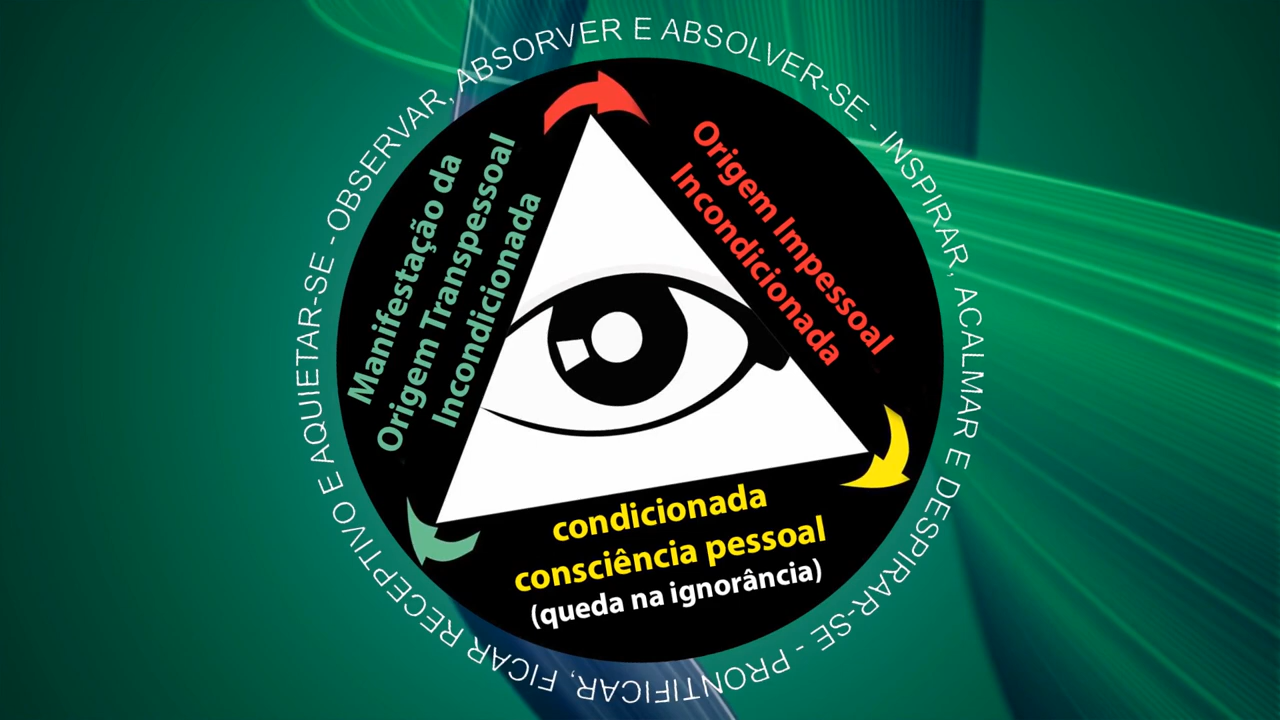 OBSERVAR, ABSORVER E ABSOLVER-SE - INSPIRAR, ACALMAR E DESPIRAR-SE - PRONTIFICAR, FICAR RECEPTIVO E AQUIETAR-SE -
Manifestação da
Origem Transpessoal
Incondicionada
Origem Impessoal
Incondicionada
condicionada
consciência pessoal
(queda na ignorância)